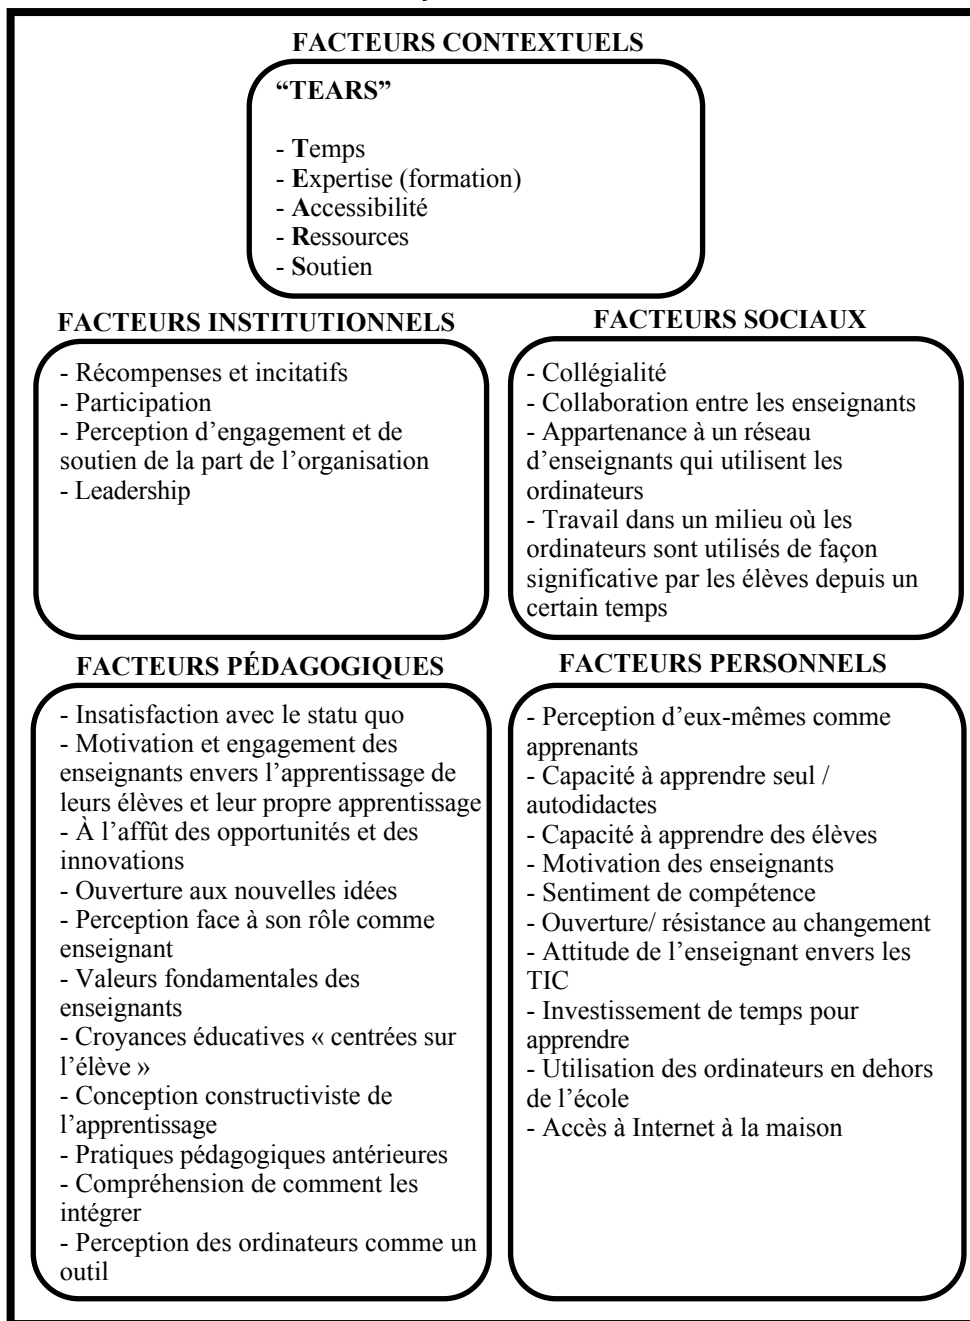 FACTEURS CONTEXTUELS
“TEARS”
- Temps
- Expertise (formation)
- Accessibilité
- Ressources
- Soutien
FACTEURS INSTITUTIONNELS
- Récompenses et incitatifs
- Participation
- Perception d’engagement et de
soutien de la part de l’organisation
- Leadership
FACTEURS SOCIAUX
- Collégialité
- Collaboration entre les enseignants
- Appartenance à un réseau
d’enseignants qui utilisent les
ordinateurs
- Travail dans un milieu où les
ordinateurs sont utilisés de façon
significative par les élèves depuis un
certain temps
FACTEURS PÉDAGOGIQUES
- Insatisfaction avec le statu quo
- Motivation et engagement des
enseignants envers l’apprentissage de
leurs élèves et leur propre apprentissage
- À l’affût des opportunités et des
innovations
- Ouverture aux nouvelles idées
- Perception face à son rôle comme
enseignant
- Valeurs fondamentales des
enseignants
- Croyances éducatives « centrées sur
l’élève »
- Conception constructiviste de
l’apprentissage
- Pratiques pédagogiques antérieures
- Compréhension de comment les
intégrer
- Perception des ordinateurs comme un
outil
FACTEURS PERSONNELS
- Perception d’eux-mêmes comme
apprenants
- Capacité à apprendre seul /
autodidactes
- Capacité à apprendre des élèves
- Motivation des enseignants
- Sentiment de compétence
- Ouverture/ résistance au changement
- Attitude de l’enseignant envers les
TIC
- Investissement de temps pour
apprendre
- Utilisation des ordinateurs en dehors
de l’école
- Accès à Internet à la maison